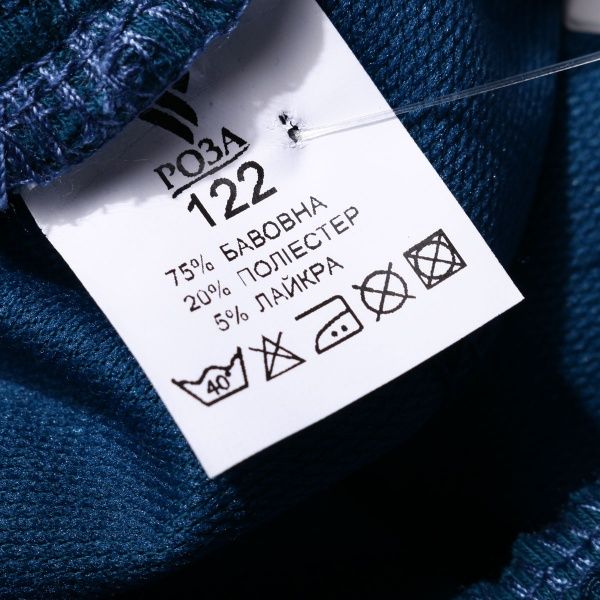 РОЗА
122
75% БАВОВНА
20% ПОЛІЕСТЕР
5% ЛАЙКРА
40°